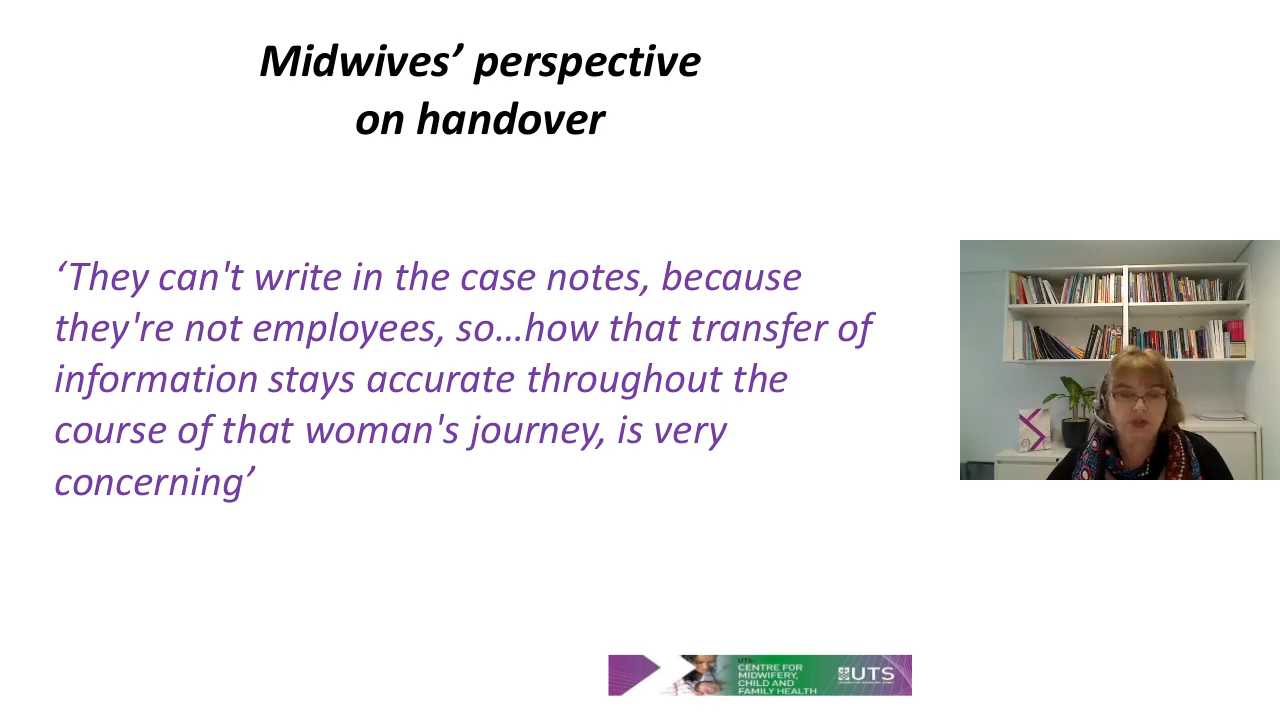 Midwives’ perspective
on handover
‘They can't write in the case notes, because
they're not employees, so…how that transfer of
information stays accurate throughout the
course of that woman's journey, is very
concerning’
UTS:
CENTRE FOR
MIDWIFERY,
CHILD AND
FAMILY HEALTH
UTS